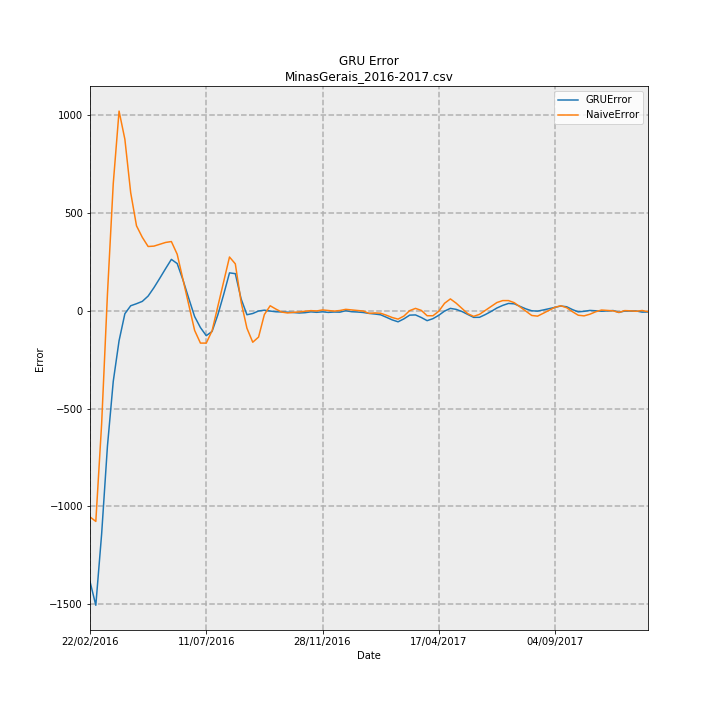 GRU Error
MinasGerais_2016-2017.csv
GRUError
NaiveError
1000
500
0
−500
−1000
−1500
Error
22/02/2016
11/07/2016
28/11/2016
17/04/2017
04/09/2017
Date